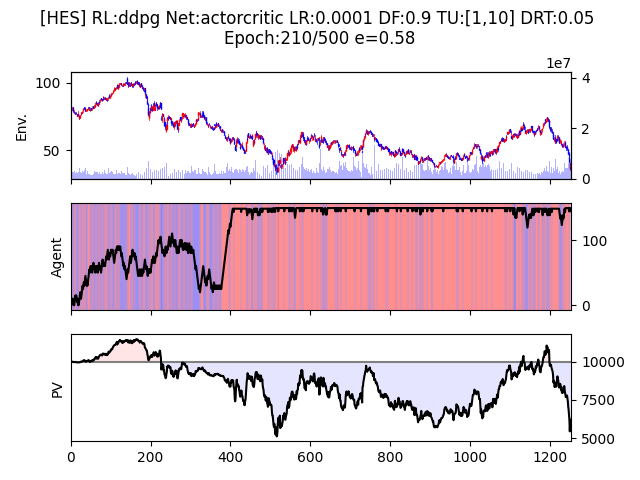 [HES] RL:ddpg Net:actorcritic LR:0.0001 DF:0.9 TU:[1,10] DRT:0.05
Epoch:210/500 e=0.58
1e7
Env.
100
50
4
2
0
Agent
100
0
PV
10000
7500
5000
0 200 400 600 800 1000 1200